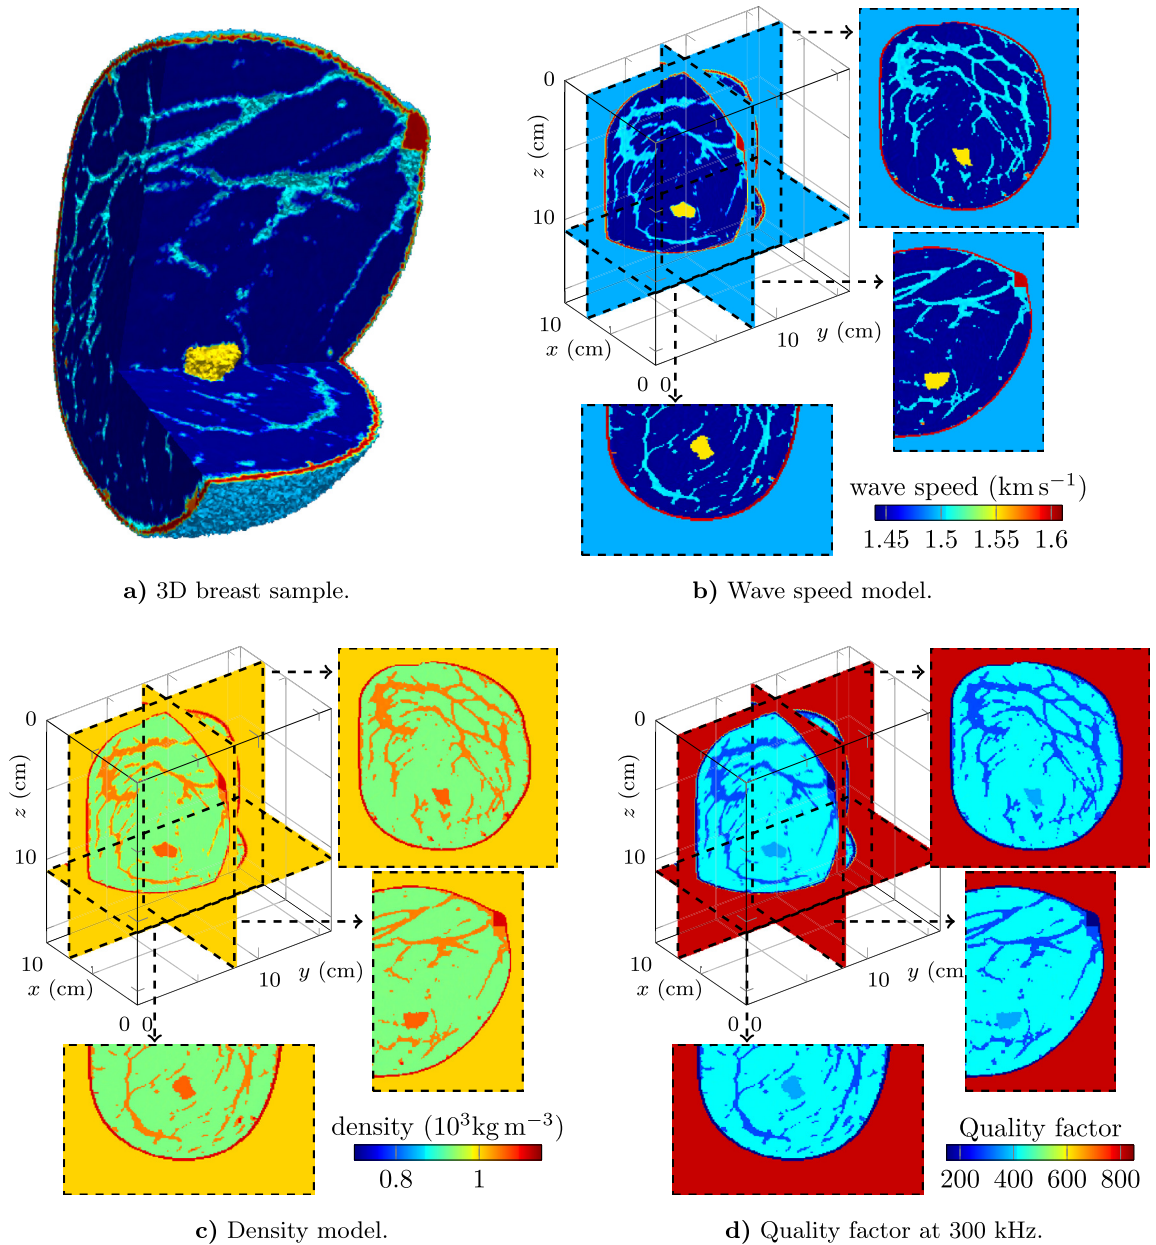 0
10
z (cm)
10
x (cm)
0 0
10
y (cm)
wave speed (km s⁻¹)
1.45 1.5 1.55 1.6
a) 3D breast sample.
b) Wave speed model.
0
10
z (cm)
10
x (cm)
0 0
10
y (cm)
density (10³kg m⁻³)
0.8 1
0
10
z (cm)
10
x (cm)
0 0
10
y (cm)
Quality factor
200 400 600 800
c) Density model.
d) Quality factor at 300 kHz.